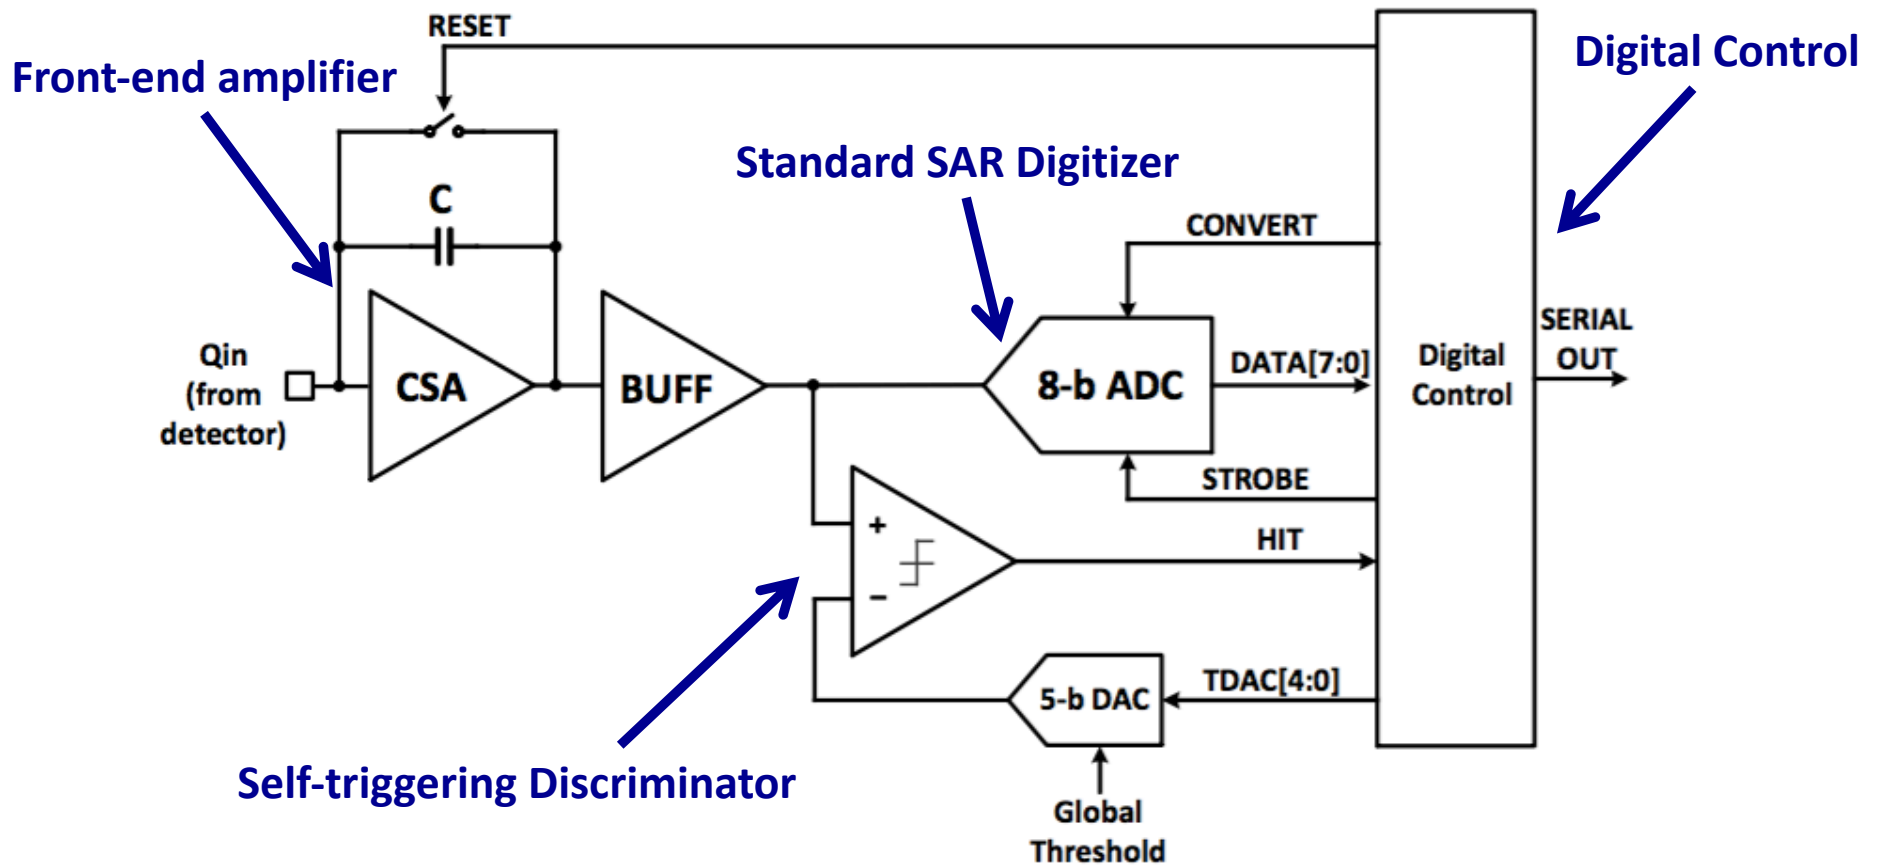 RESET
Front-end amplifier
Digital Control
Standard SAR Digitizer
C
CONVERT
Qin
(from
detector)
CSA
BUFF
8-b ADC
DATA[7:0]
Digital
Control
SERIAL
OUT
STROBE
+
−
HIT
5-b DAC
TDAC[4:0]
Self-triggering Discriminator
Global
Threshold